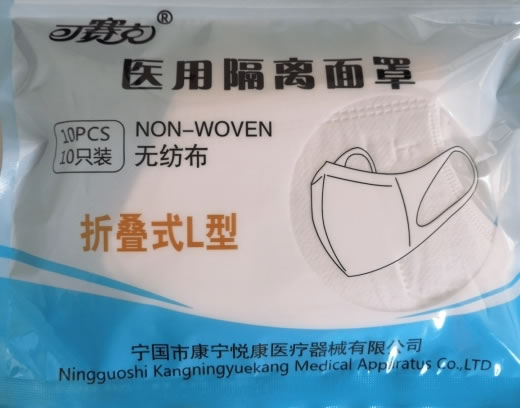 可赛克®
医用隔离面罩
10PCS
10只装
NON-WOVEN
无纺布
折叠式L型
宁国市康宁悦康医疗器械有限公司
Ningguoshi Kangningyuekang Medical Apparatus Co.,LTD